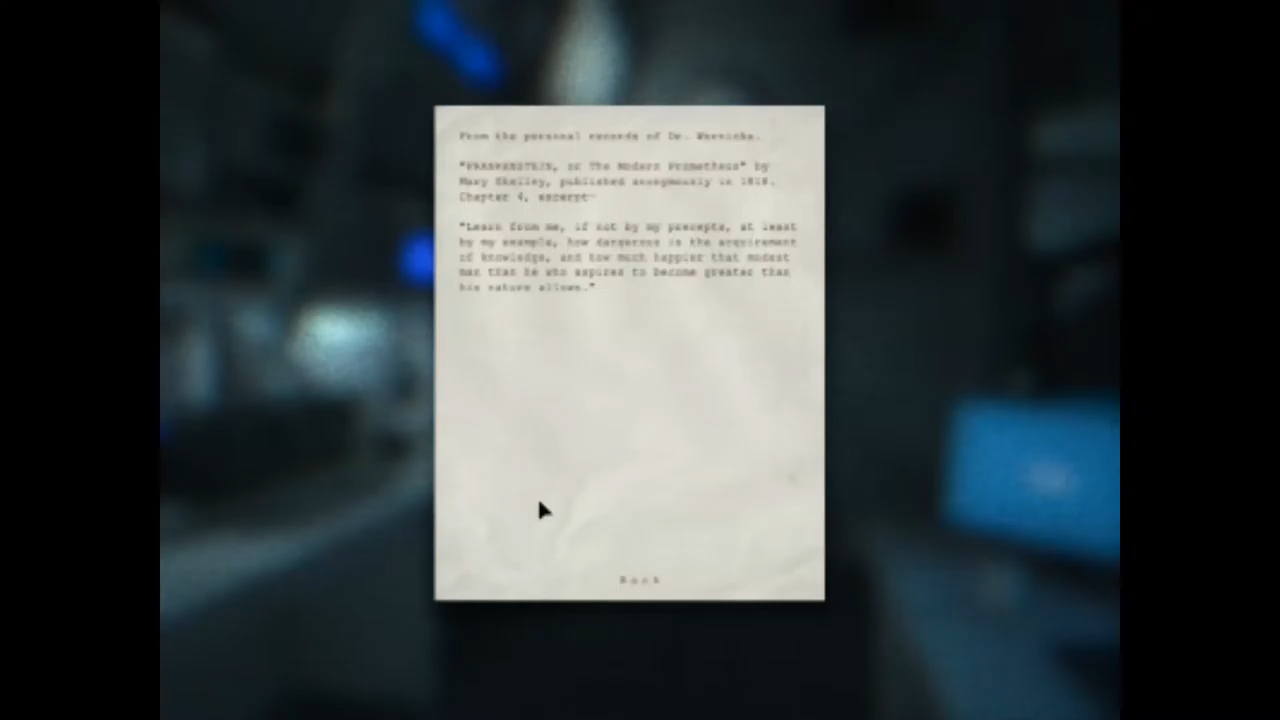 From the personal records of Dr. Wernicke.
"FRANKENSTEIN, or The Modern Prometheus" by
Mary Shelley, published anonymously in 1818.
Chapter 4, excerpt-
"Learn from me, if not by my precepts, at least
by my example, how dangerous is the acquirement
of knowledge, and how much happier that modest
man than he who aspires to become greater than
his nature allows."
Back